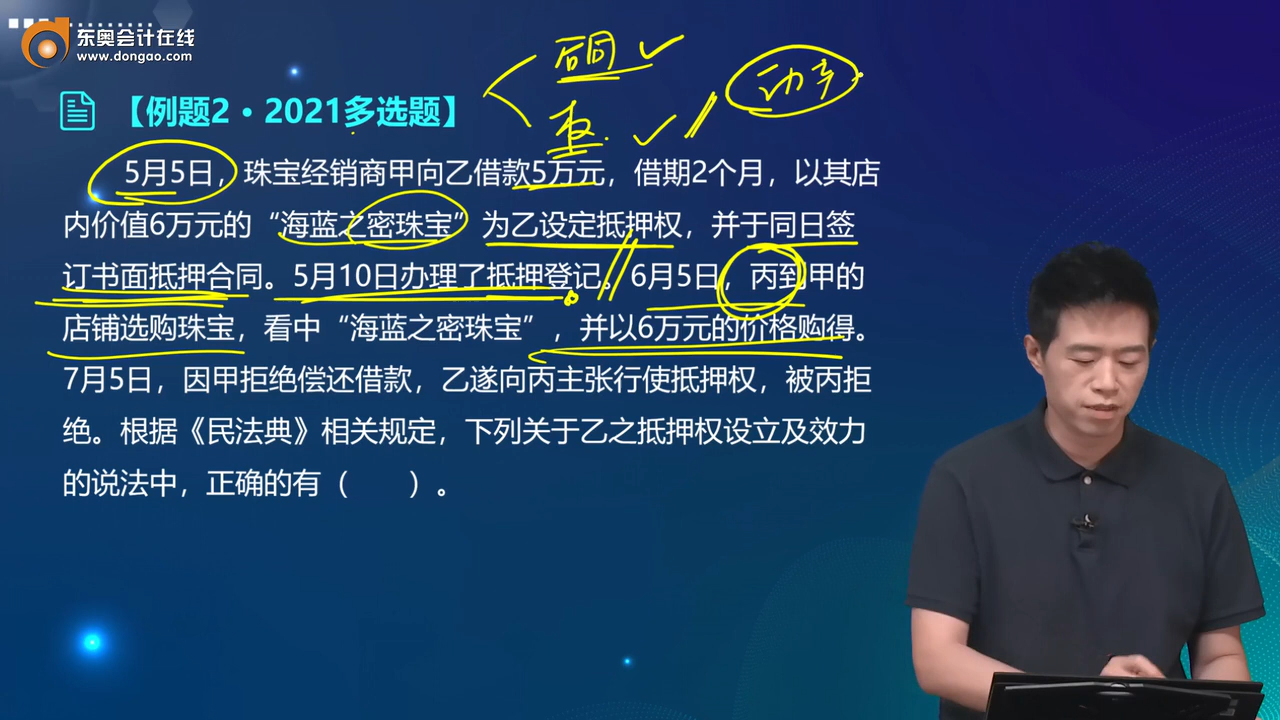 东奥会计在线
www.dongao.com
合同
动产
【例题2·2021多选题】
5月5日，珠宝经销商甲向乙借款5万元，借期2个月，以其店
内价值6万元的“海蓝之密珠宝”为乙设定抵押权，并于同日签
订书面抵押合同。5月10日办理了抵押登记。6月5日，丙到甲的
店铺选购珠宝，看中“海蓝之密珠宝”，并以6万元的价格购得。
7月5日，因甲拒绝偿还借款，乙遂向丙主张行使抵押权，被丙拒
绝。根据《民法典》相关规定，下列关于乙之抵押权设立及效力
的说法中，正确的有（  ）。